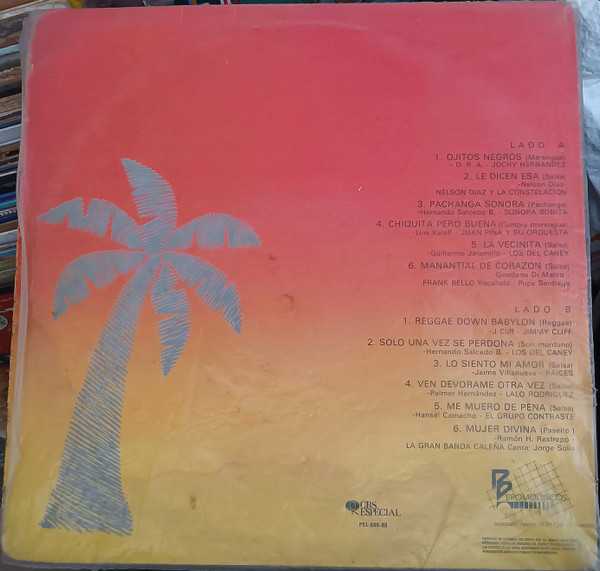 LADO A
1. OJITOS NEGROS (Merengue)
- D. R. A. - JOCHY HERNANDEZ
2. LE DICEN ESA (Salsa)
-Nelson Diaz-
NELSON DIAZ Y LA CONSTELACION
3. PACHANGA SONORA (Pachanga)
-Hernando Salcedo B. - SONORA BONITA
4. CHIQUITA PERO BUENA (Cumbia merengue)
-Luis Kalaff - JUAN PIÑA Y SU ORQUESTA
5. LA VECINITA (Salsa)
-Guillermo Jaramillo - LOS DEL CANEY
6. MANANTIAL DE CORAZON (Salsa)
-Giordano Di Marzo -
FRANK BELLO Vocalista - Pupy Santiago
LADO B
1. REGGAE DOWN BABYLON (Reggae)
-J Cliff - JIMMY CLIFF
2. SOLO UNA VEZ SE PERDONA (Son montuno)
-Hernando Salcedo B. - LOS DEL CANEY
3. LO SIENTO MI AMOR (Salsa)
-Jaime Villanueva - RAICES
4. VEN DEVORAME OTRA VEZ (Salsa)
-Palmer Hernández - LALO RODRIGUEZ
5. ME MUERO DE PENA (Salsa)
-Hansel Camacho - EL GRUPO CONTRASTE
6. MUJER DIVINA (Paseito)
-Ramón H. Restrepo -
LA GRAN BANDA CALEÑA Canta: Jorge Solis
CBS
ESPECIAL
PROMODISCOS